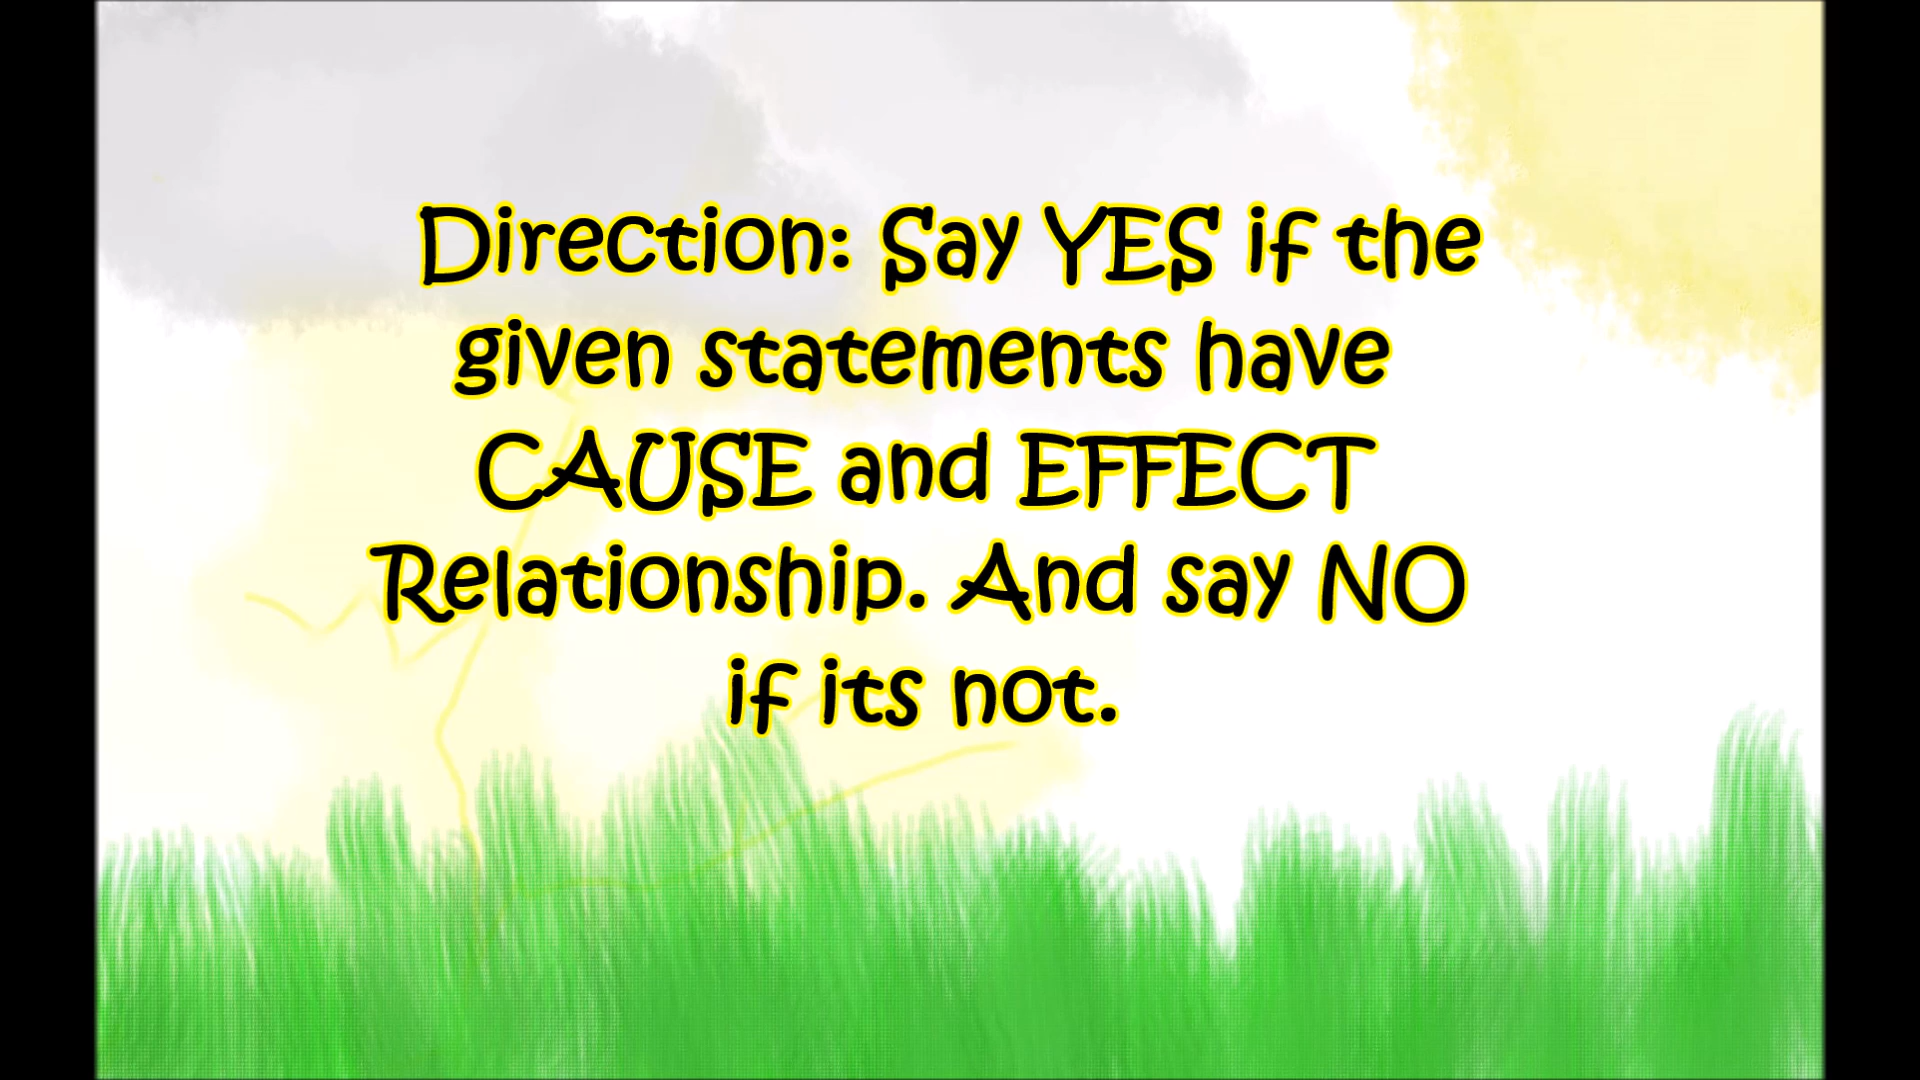 Direction: Say YES if the
given statements have
CAUSE and EFFECT
Relationship. And say NO
if its not.